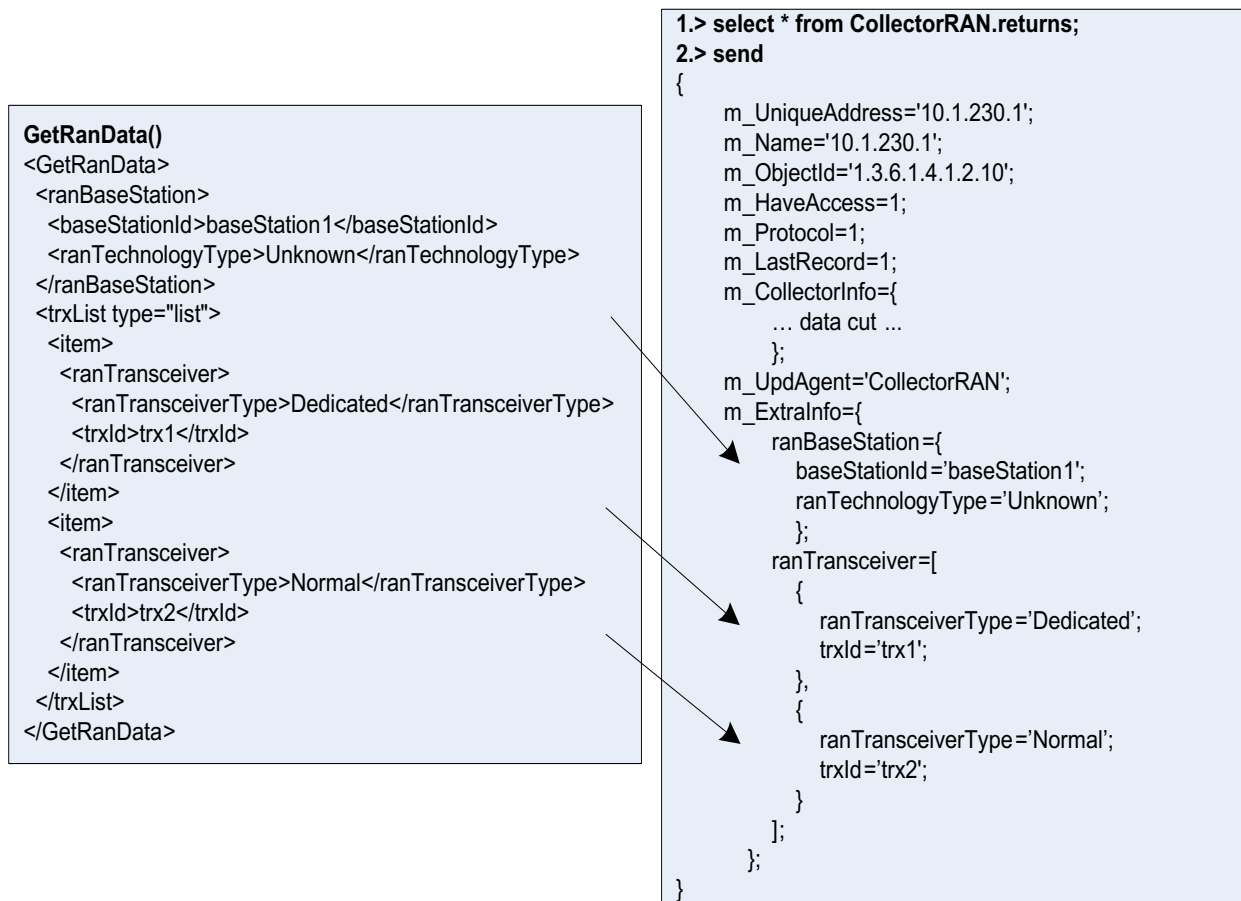 GetRanData()
<GetRanData>
<ranBaseStation>
<baseStationId>baseStation1</baseStationId>
<ranTechnologyType>Unknown</ranTechnologyType>
</ranBaseStation>
<trxList type="list">
<item>
<ranTransceiver>
<ranTransceiverType>Dedicated</ranTransceiverType>
<trxId>trx1</trxId>
</ranTransceiver>
</item>
<item>
<ranTransceiver>
<ranTransceiverType>Normal</ranTransceiverType>
<trxId>trx2</trxId>
</ranTransceiver>
</item>
</trxList>
</GetRanData>
1.> select * from CollectorRAN.returns;
2.> send
{
m_UniqueAddress='10.1.230.1';
m_Name='10.1.230.1';
m_ObjectId='1.3.6.1.4.1.2.10';
m_HaveAccess=1;
m_Protocol=1;
m_LastRecord=1;
m_CollectorInfo={
… data cut ...
};
m_UpdAgent='CollectorRAN';
m_ExtraInfo={
ranBaseStation={
baseStationId=’baseStation1';
ranTechnologyType=’Unknown’;
};
ranTransceiver=[
{
ranTransceiverType=’Dedicated’;
trxId=’trx1';
},
{
ranTransceiverType=’Normal’;
trxId=’trx2';
}
];
};
}